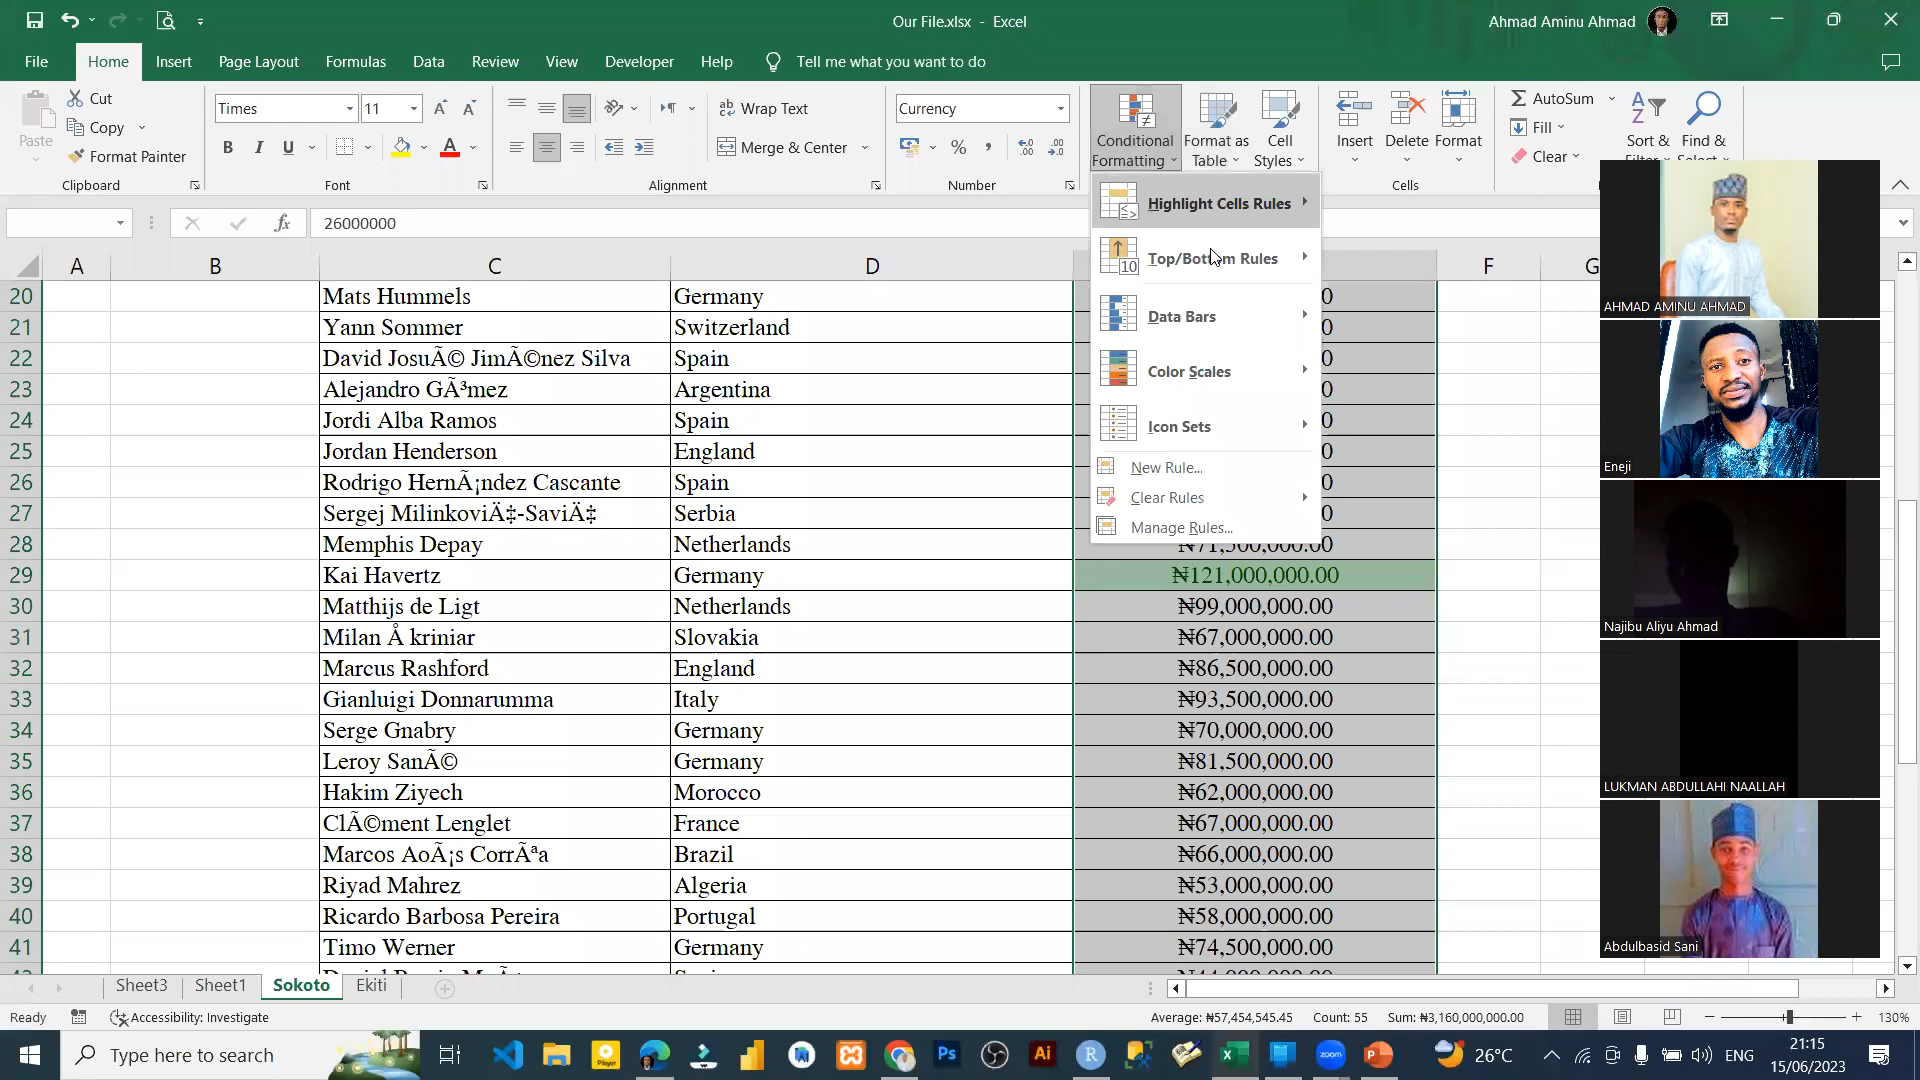 Our File.xlsx - Excel
Ahmad Aminu Ahmad
File Home Insert Page Layout Formulas Data Review View Developer Help Tell me what you want to do
Paste
Cut
Copy
Format Painter
Clipboard
Times 11
B I U
Font
Wrap Text
Merge & Center
Alignment
Currency
Number
Conditional Formatting
Format as Table
Cell Styles
Insert Delete Format
Cells
AutoSum
Fill
Clear
Sort & Filter
Find & Select
Highlight Cells Rules
Top/Bottom Rules
Data Bars
Color Scales
Icon Sets
New Rule...
Clear Rules
Manage Rules...
26000000
A B C D F G
20 Mats Hummels Germany 0
21 Yann Sommer Switzerland 0
22 David JosuÃ© JimÃ©nez Silva Spain 0
23 Alejandro GÃ³mez Argentina 0
24 Jordi Alba Ramos Spain 0
25 Jordan Henderson England 0
26 Rodrigo HernÃ¡ndez Cascante Spain 0
27 Sergej MilinkoviÄ‡-SaviÄ‡ Serbia 0
28 Memphis Depay Netherlands ₦71,500,000.00
29 Kai Havertz Germany ₦121,000,000.00
30 Matthijs de Ligt Netherlands ₦99,000,000.00
31 Milan Å kriniar Slovakia ₦67,000,000.00
32 Marcus Rashford England ₦86,500,000.00
33 Gianluigi Donnarumma Italy ₦93,500,000.00
34 Serge Gnabry Germany ₦70,000,000.00
35 Leroy SanÃ© Germany ₦81,500,000.00
36 Hakim Ziyech Morocco ₦62,000,000.00
37 ClÃ©ment Lenglet France ₦67,000,000.00
38 Marcos AoÃ¡s CorrÃªa Brazil ₦66,000,000.00
39 Riyad Mahrez Algeria ₦53,000,000.00
40 Ricardo Barbosa Pereira Portugal ₦58,000,000.00
41 Timo Werner Germany ₦74,500,000.00
AHMAD AMINU AHMAD
Eneji
Najibu Aliyu Ahmad
LUKMAN ABDULLAHI NAALLAH
Abdulbasid Sani
Sheet3 Sheet1 Sokoto Ekiti
Ready Accessibility: Investigate Average: ₦57,454,545.45 Count: 55 Sum: ₦3,160,000,000.00 130%
Type here to search
26°C ENG
21:15
15/06/2023